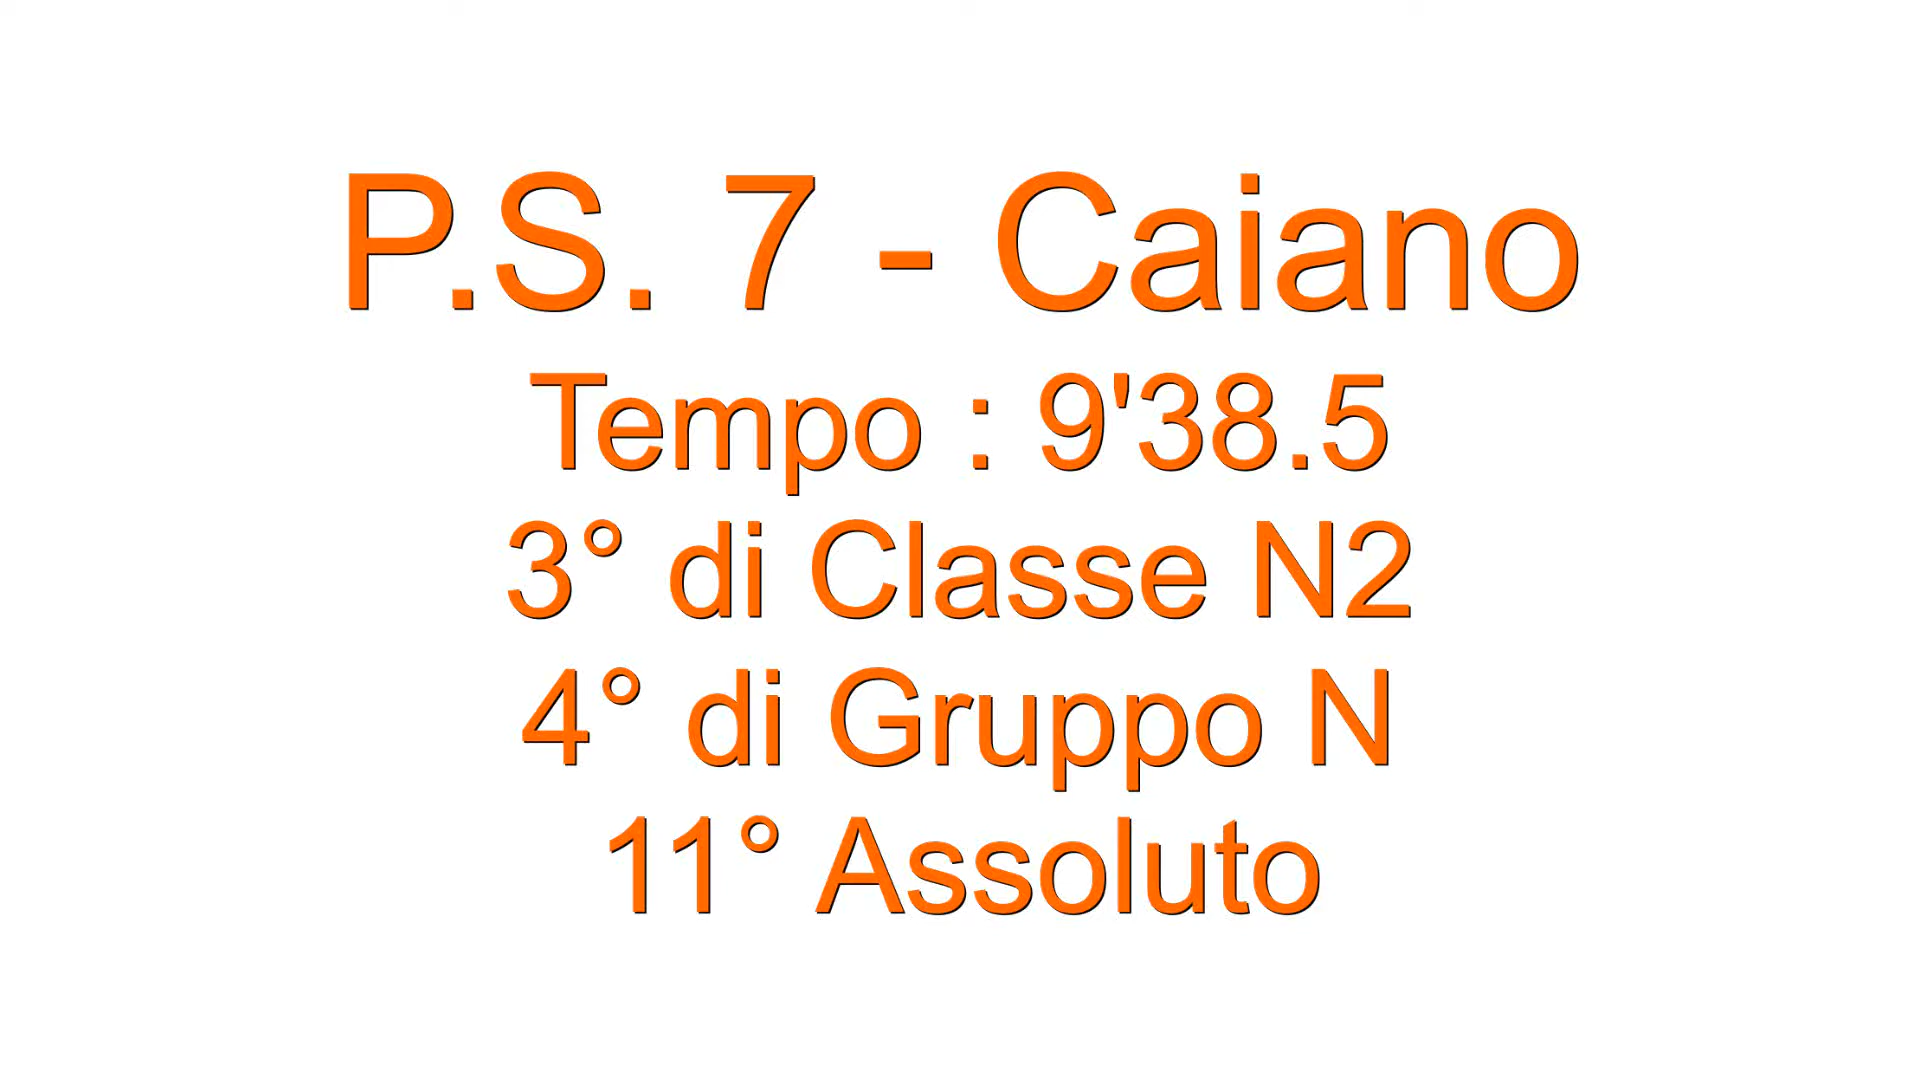 P.S. 7 - Caiano
Tempo : 9'38.5
3° di Classe N2
4° di Gruppo N
11° Assoluto